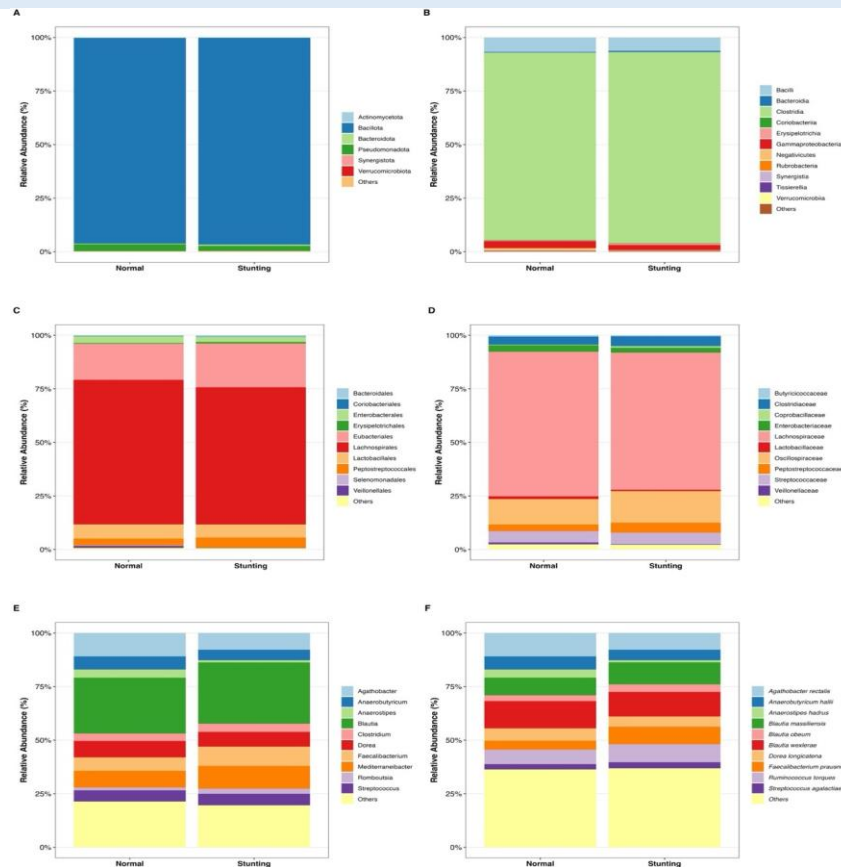 A
Relative Abundance (%)
100%
75%
50%
25%
0%
Normal
Stunting
Actinomycetota
Bacillota
Bacteroidota
Pseudomonadota
Synergistota
Verrucomicrobiota
Others
B
Relative Abundance (%)
100%
75%
50%
25%
0%
Normal
Stunting
Bacilli
Bacteroidia
Clostridia
Coriobacteriia
Erysipelotrichia
Gammaproteobacteria
Negativicutes
Rubrobacteria
Synergistia
Tissierellia
Verrucomicrobiia
Others
C
Relative Abundance (%)
100%
75%
50%
25%
0%
Normal
Stunting
Bacteroidales
Coriobacteriales
Enterobacterales
Erysipelotrichales
Eubacteriales
Lachnospirales
Lactobacillales
Peptostreptococcales
Selenomonadales
Veillonellales
Others
D
Relative Abundance (%)
100%
75%
50%
25%
0%
Normal
Stunting
Butyricicoccaceae
Clostridiaceae
Coprobacillaceae
Enterobacteriaceae
Lachnospiraceae
Lactobacillaceae
Oscillospiraceae
Peptostreptococcaceae
Streptococcaceae
Veillonellaceae
Others
E
Relative Abundance (%)
100%
75%
50%
25%
0%
Normal
Stunting
Agathobacter
Anaerobutyricum
Anaerostipes
Blautia
Clostridium
Dorea
Faecalibacterium
Mediterraneibacter
Romboutsia
Streptococcus
Others
F
Relative Abundance (%)
100%
75%
50%
25%
0%
Normal
Stunting
Agathobacter rectalis
Anaerobutyricum hallii
Anaerostipes hadrus
Blautia massiliensis
Blautia obeum
Blautia wexlerae
Dorea longicatena
Faecalibacterium prausni
Ruminococcus torques
Streptococcus agalactiae
Others